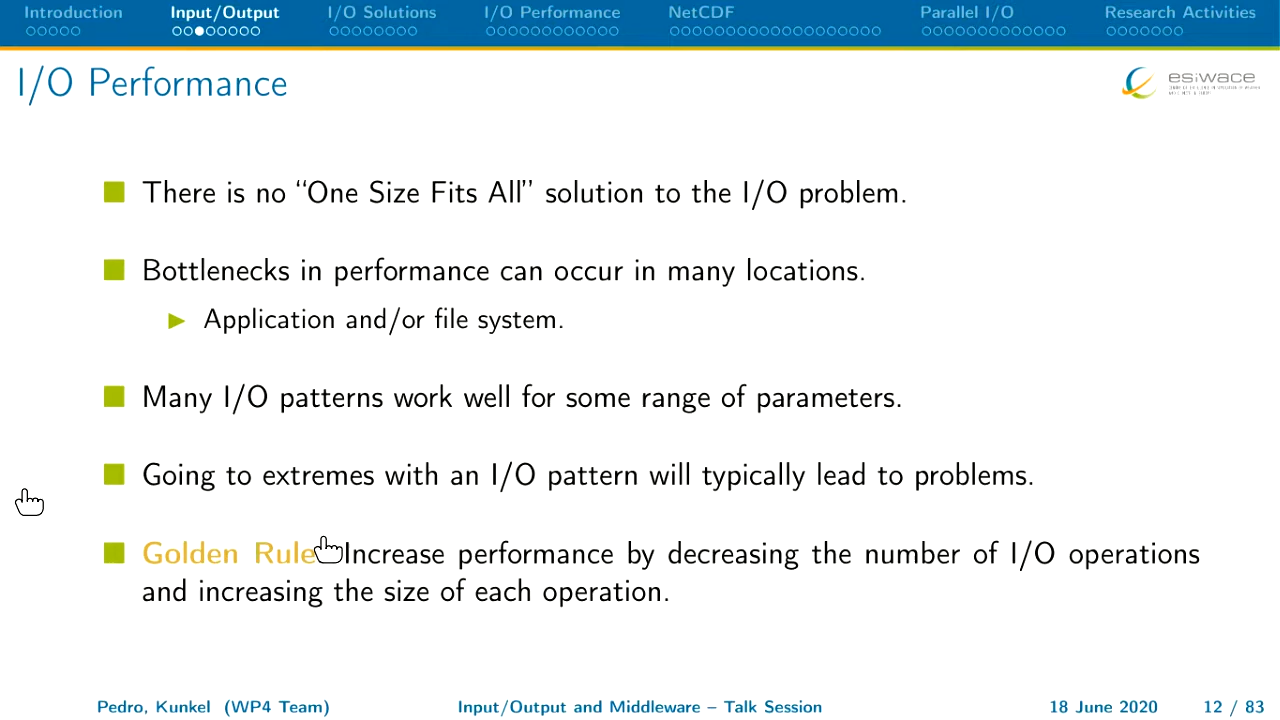 Introduction Input/Output I/O Solutions I/O Performance NetCDF Parallel I/O Research Activities
I/O Performance
esiwace
There is no “One Size Fits All” solution to the I/O problem.
Bottlenecks in performance can occur in many locations.
Application and/or file system.
Many I/O patterns work well for some range of parameters.
Going to extremes with an I/O pattern will typically lead to problems.
Golden Rule Increase performance by decreasing the number of I/O operations
and increasing the size of each operation.
Pedro, Kunkel (WP4 Team) Input/Output and Middleware – Talk Session 18 June 2020 12 / 83